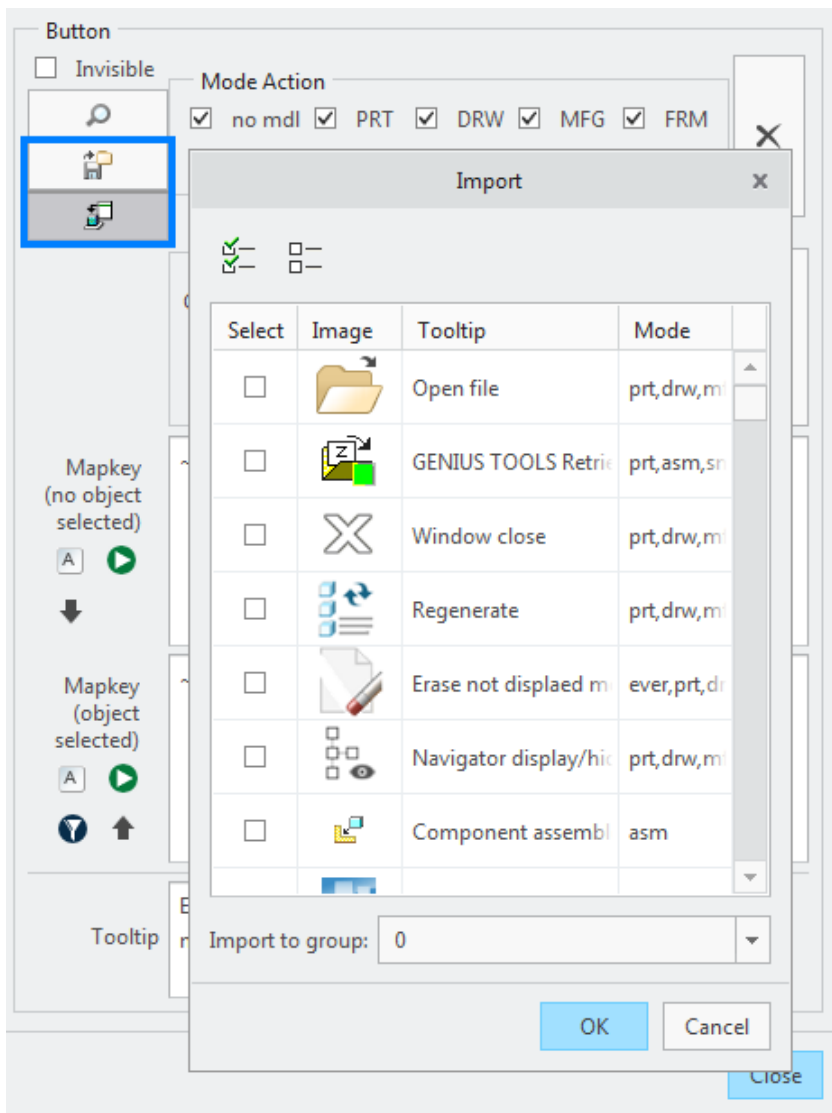 Button
Invisible
Mode Action
no mdl PRT DRW MFG FRM
Import
Select Image Tooltip Mode
Open file prt,drw,m
GENIUS TOOLS Retrie prt,asm,sn
Window close prt,drw,m
Regenerate prt,drw,m
Erase not displaed m ever,prt,dr
Navigator display/hic prt,drw,m
Component assembl asm
Mapkey
(no object
selected)
A
Mapkey
(object
selected)
A
Tooltip
Import to group: 0
OK Cancel
Close